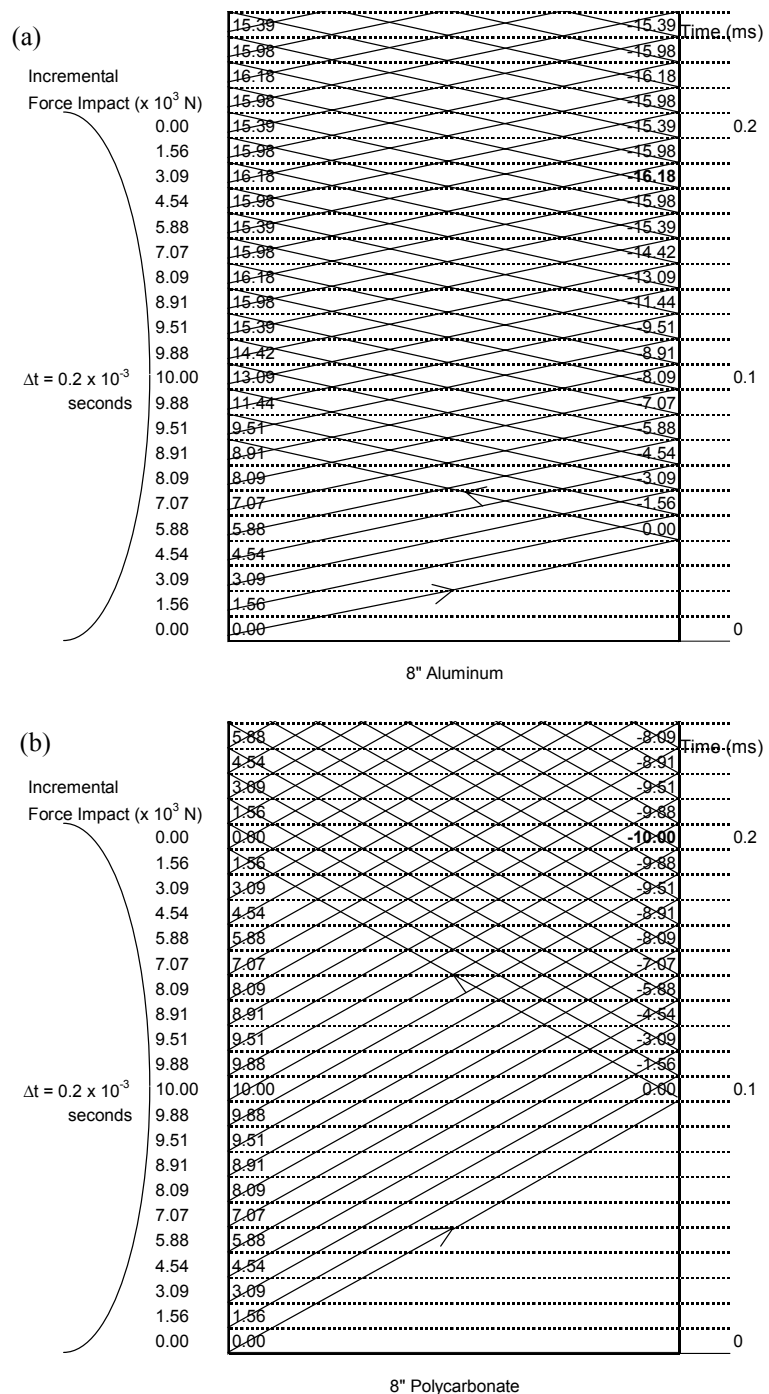 (a)
15.39 -15.39 Time (ms)
15.98 -15.98
Incremental 16.18 -16.18
Force Impact (x 10³ N) 15.98 -15.98
0.00 15.39 -15.39 0.2
1.56 15.98 -15.98
3.09 16.18 -16.18
4.54 15.98 -15.98
5.88 15.39 -15.39
7.07 15.98 -14.42
8.09 16.18 -13.09
8.91 15.98 -11.44
9.51 15.39 -9.51
9.88 14.42 -8.91
Δt = 0.2 x 10⁻³ 10.00 13.09 -8.09 0.1
seconds 9.88 11.44 -7.07
9.51 9.51 -5.88
8.91 8.91 -4.54
8.09 8.09 -3.09
7.07 7.07 -1.56
5.88 5.88 0.00
4.54 4.54
3.09 3.09
1.56 1.56
0.00 0.00 0
8" Aluminum
(b)
5.88 -8.09 Time (ms)
4.54 -8.91
Incremental 3.09 -9.51
Force Impact (x 10³ N) 1.56 -9.88
0.00 0.00 -10.00 0.2
1.56 1.56 -9.88
3.09 3.09 -9.51
4.54 4.54 -8.91
5.88 5.88 -8.09
7.07 7.07 -7.07
8.09 8.09 -5.88
8.91 8.91 -4.54
9.51 9.51 -3.09
9.88 9.88 -1.56
Δt = 0.2 x 10⁻³ 10.00 10.00 0.00 0.1
seconds 9.88 9.88
9.51 9.51
8.91 8.91
8.09 8.09
7.07 7.07
5.88 5.88
4.54 4.54
3.09 3.09
1.56 1.56
0.00 0.00 0
8" Polycarbonate